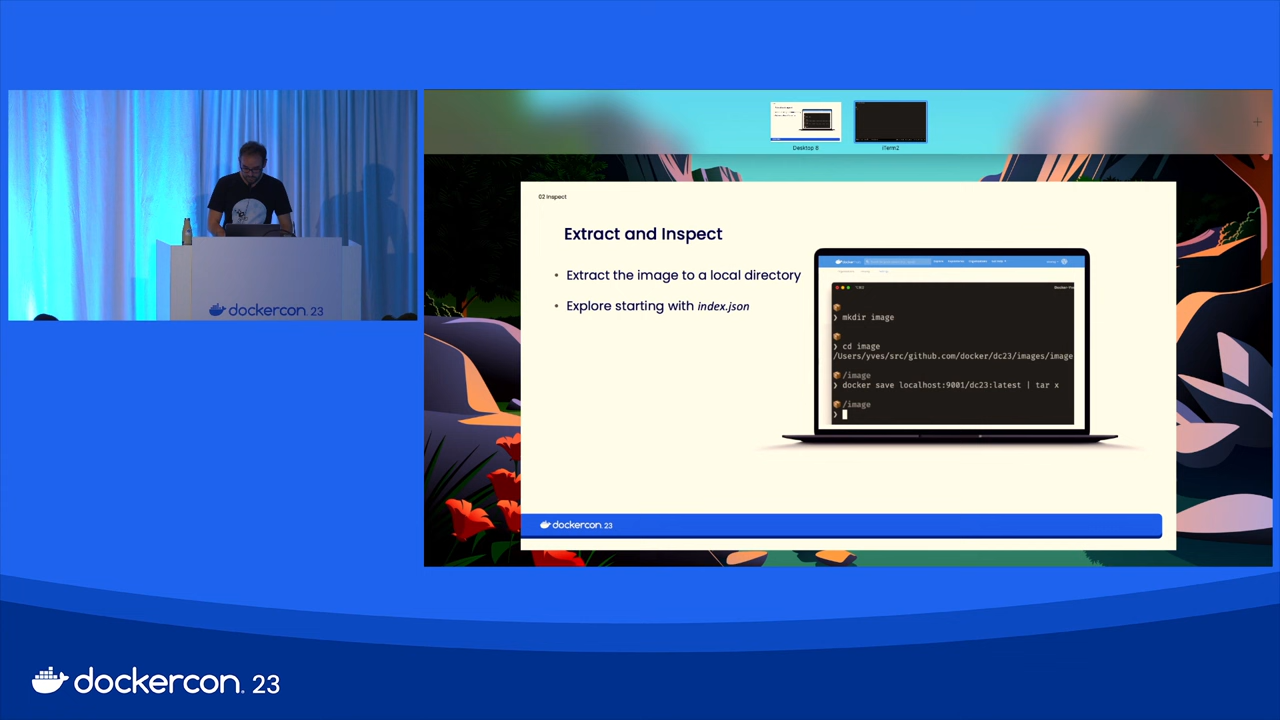 Desktop 8
iTerm2
02 Inspect
Extract and Inspect
• Extract the image to a local directory
• Explore starting with index.json
❯ mkdir image
❯ cd image
/Users/yves/src/github.com/docker/dc23/images/image
/image
❯ docker save localhost:9001/dc23:latest | tar x
/image
❯
dockercon. 23
dockercon 23
dockercon. 23